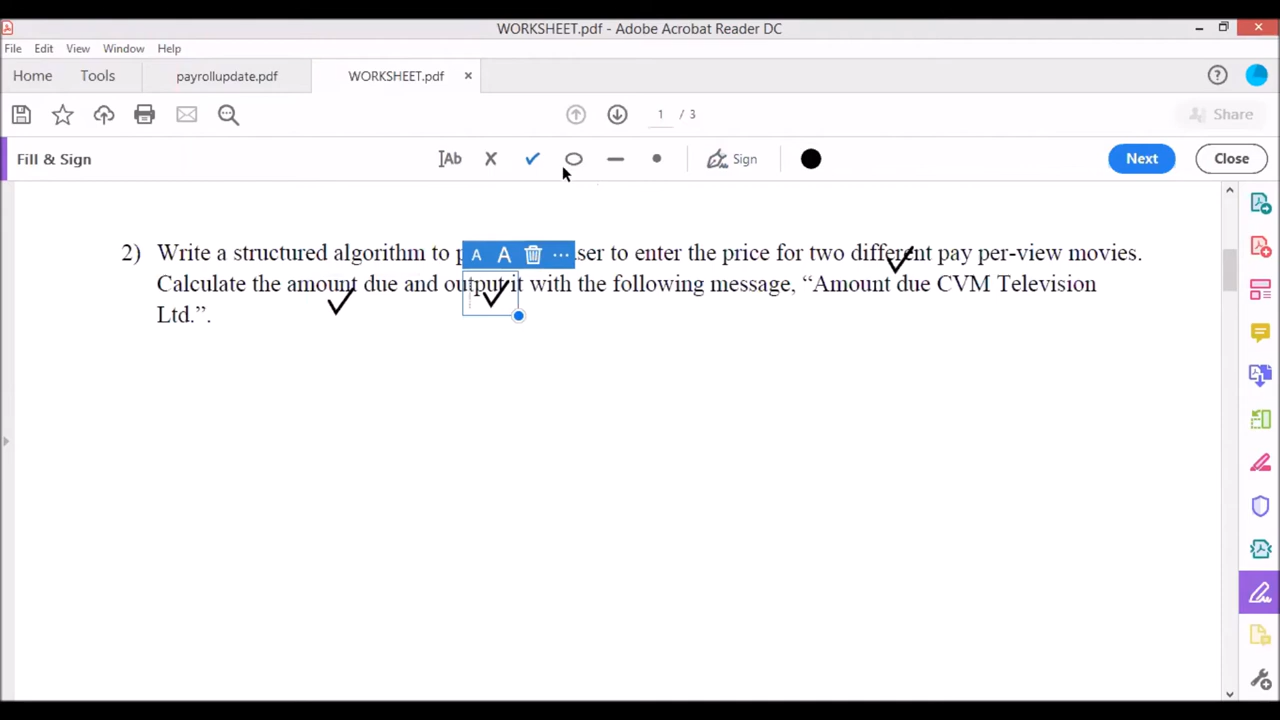 WORKSHEET.pdf - Adobe Acrobat Reader DC
File Edit View Window Help
Home Tools payrollupdate.pdf WORKSHEET.pdf ×
1 / 3 Share
Fill & Sign Ab Sign Next Close
A A
2) Write a structured algorithm to ser to enter the price for two different pay per-view movies.
Calculate the amount due and output it with the following message, “Amount due CVM Television
Ltd.”.